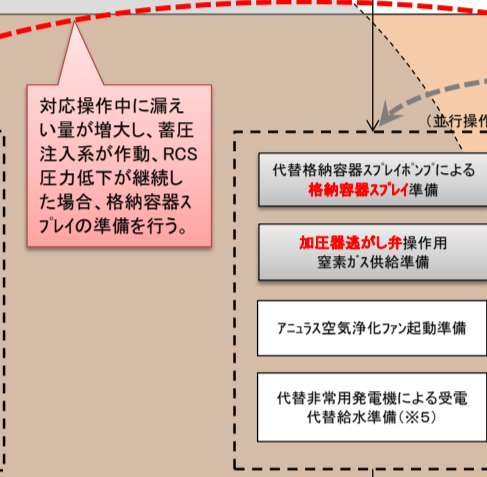 対応操作中に漏え
い量が増大し、蓄圧
注入系が作動、RCS
圧力低下が継続し
た場合、格納容器ス
プレイの準備を行う。
（並行操作
代替格納容器スプレイポンプによる
格納容器スプレイ準備
加圧器逃がし弁操作用
窒素ガス供給準備
アニュラス空気浄化ファン起動準備
代替非常用発電機による受電
代替給水準備（※5）